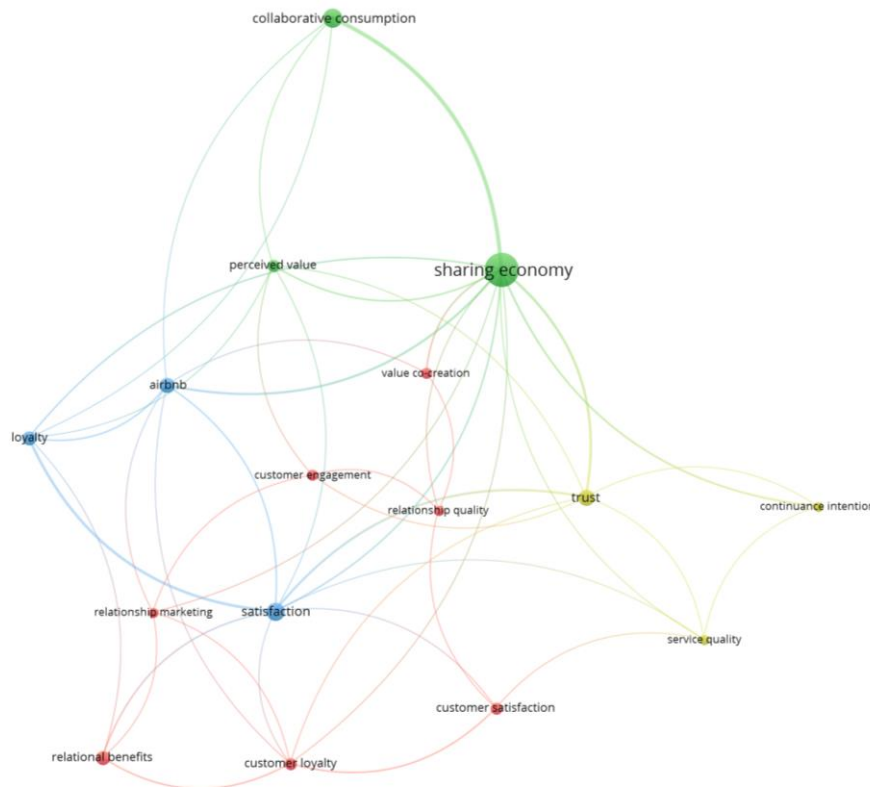 collaborative consumption
perceived value
sharing economy
value co-creation
airbnb
loyalty
customer engagement
relationship quality
trust
continuance intention
relationship marketing
satisfaction
service quality
customer satisfaction
relational benefits
customer loyalty